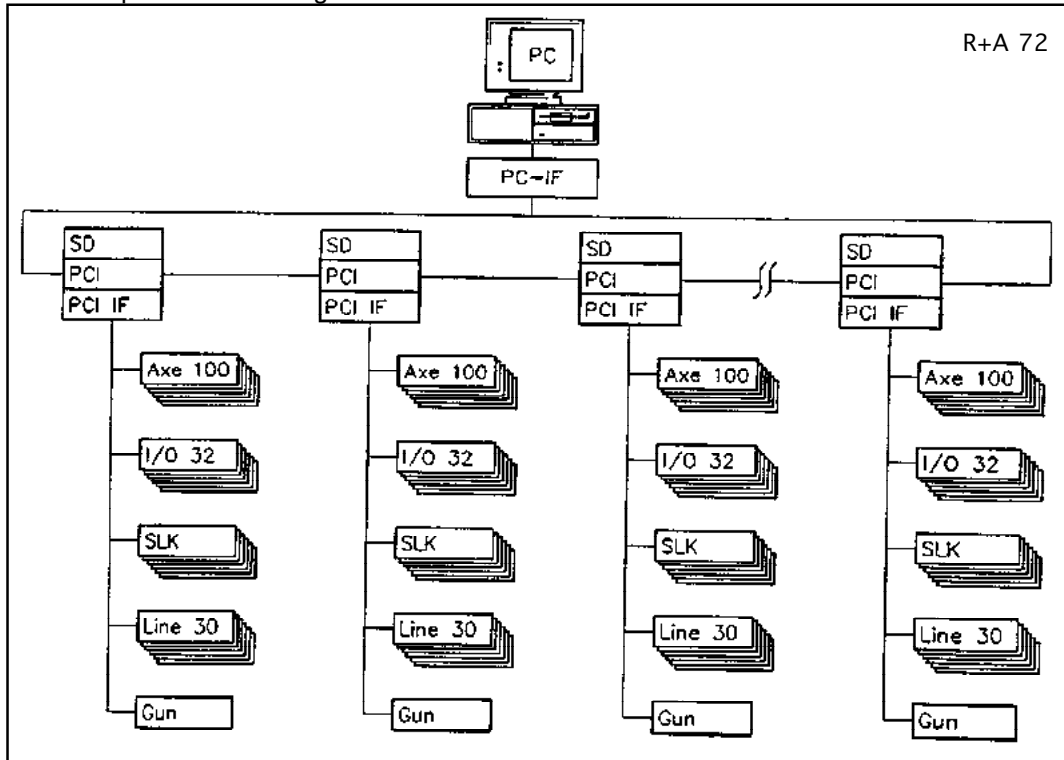 R+A 72
PC
PC-IF
SD
PCI
PCI IF
SD
PCI
PCI IF
SD
PCI
PCI IF
SD
PCI
PCI IF
Axe 100
Axe 100
Axe 100
Axe 100
I/O 32
I/O 32
I/O 32
I/O 32
SLK
SLK
SLK
SLK
Line 30
Line 30
Line 30
Line 30
Gun
Gun
Gun
Gun